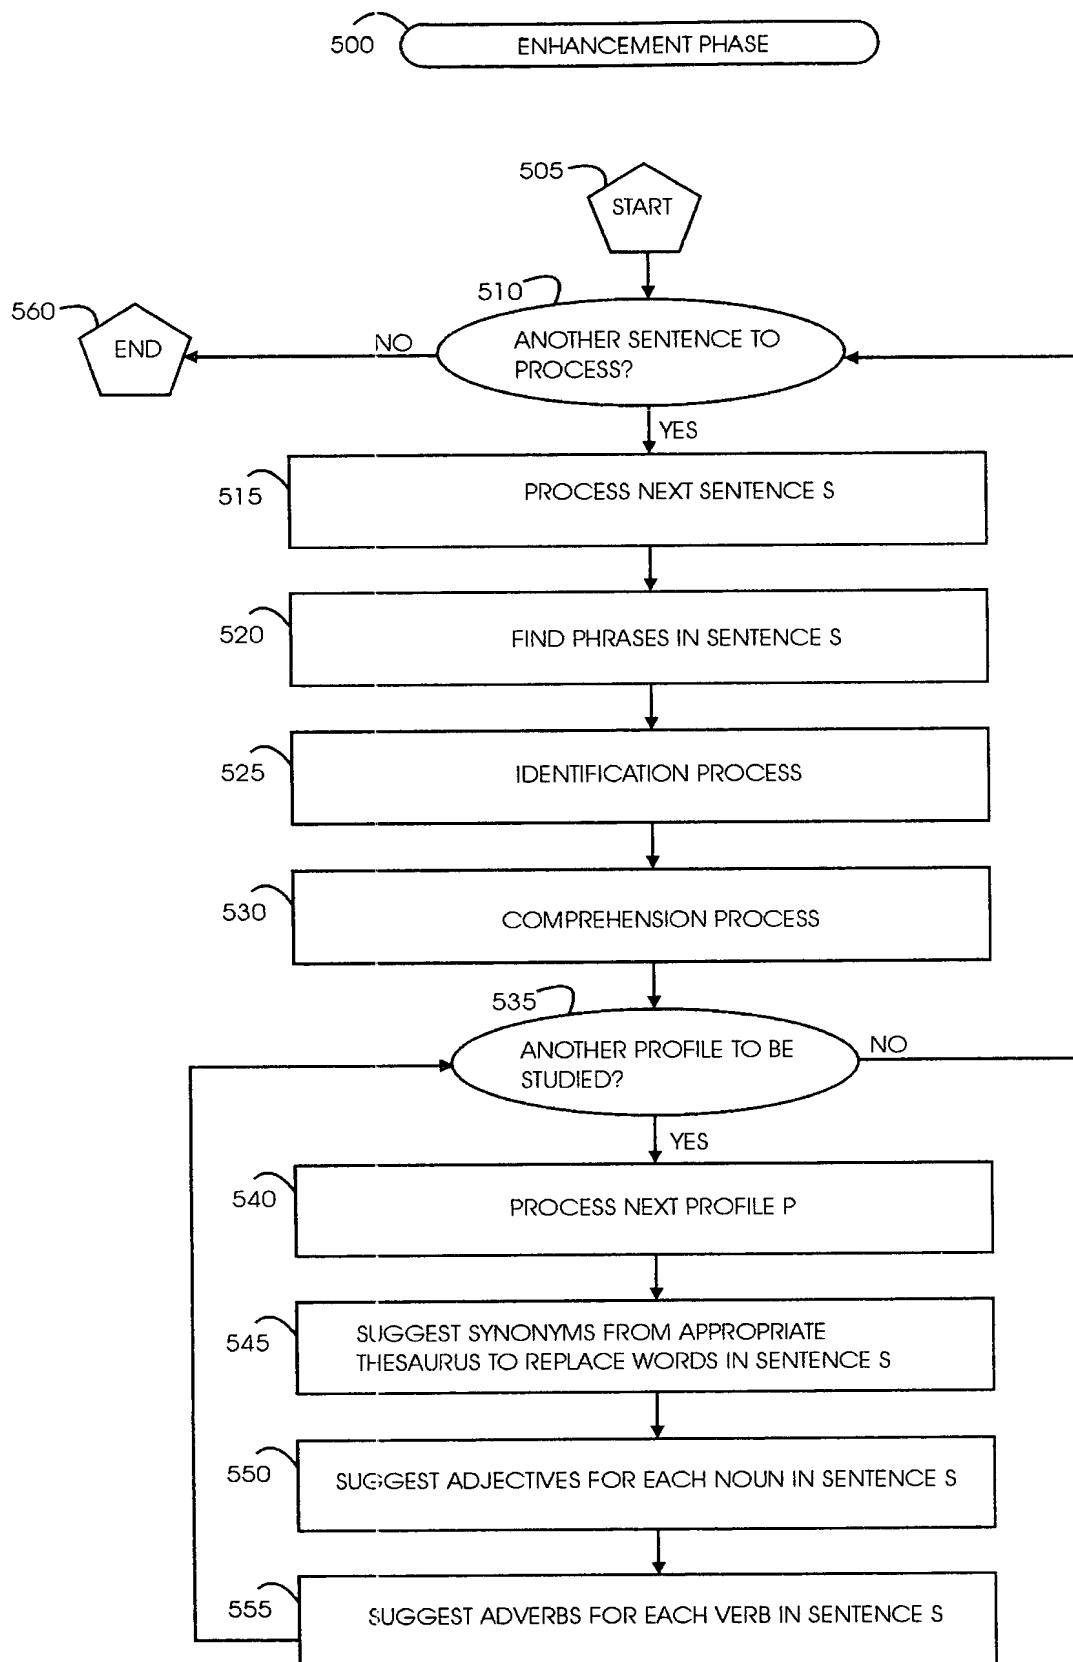 500
ENHANCEMENT PHASE
505
START
510
560
END
NO
ANOTHER SENTENCE TO
PROCESS?
YES
515
PROCESS NEXT SENTENCE S
520
FIND PHRASES IN SENTENCE S
525
IDENTIFICATION PROCESS
530
COMPREHENSION PROCESS
535
ANOTHER PROFILE TO BE
STUDIED?
NO
YES
540
PROCESS NEXT PROFILE P
545
SUGGEST SYNONYMS FROM APPROPRIATE
THESAURUS TO REPLACE WORDS IN SENTENCE S
550
SUGGEST ADJECTIVES FOR EACH NOUN IN SENTENCE S
555
SUGGEST ADVERBS FOR EACH VERB IN SENTENCE S